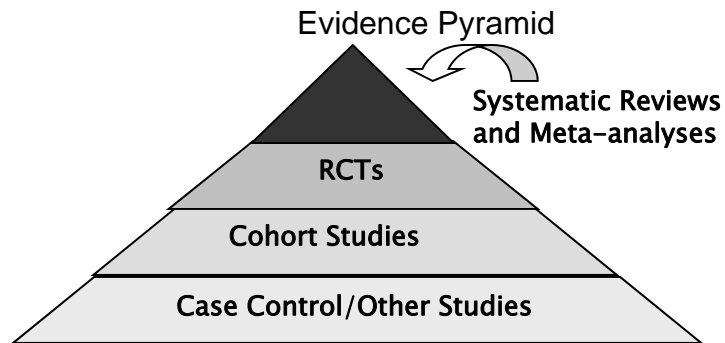 Evidence Pyramid
Systematic Reviews
and Meta-analyses
RCTs
Cohort Studies
Case Control/Other Studies